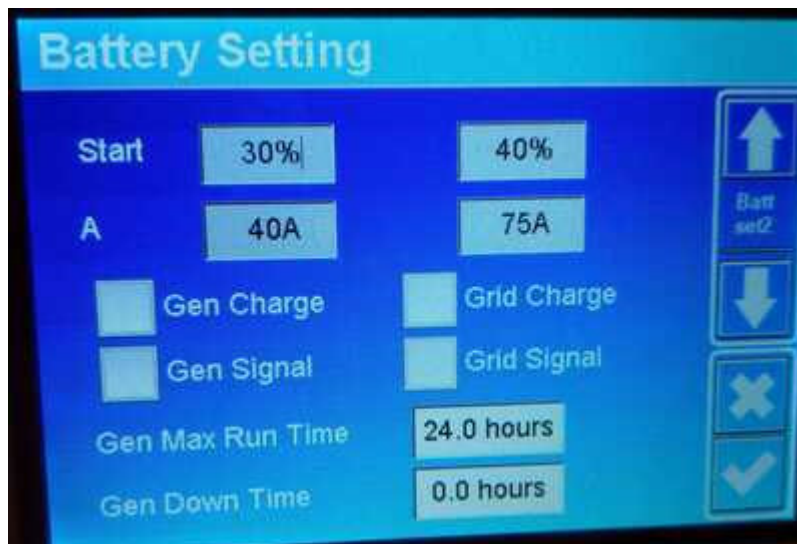 Battery Setting
Start 30% 40%
A 40A 75A
Gen Charge Grid Charge
Gen Signal Grid Signal
Gen Max Run Time 24.0 hours
Gen Down Time 0.0 hours
Batt
set2